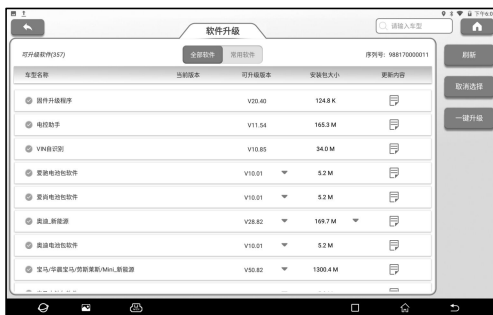 下午6:0
软件升级
请输入车型
可升级软件(357)
全部软件 常用软件
序列号: 988170000011
刷新
车型名称 当前版本 可升级版本 安装包大小 更新内容
取消选择
固件升级程序 V20.40 124.8 K
一键升级
电控助手 V11.54 165.3 M
VIN自识别 V10.85 34.0 M
爱驰电池包软件 V10.01 5.2 M
爱尚电池包软件 V10.01 5.2 M
奥迪_新能源 V28.82 169.7 M
奥迪电池包软件 V10.01 5.2 M
宝马/华晨宝马/劳斯莱斯/Mini_新能源 V50.82 1300.4 M